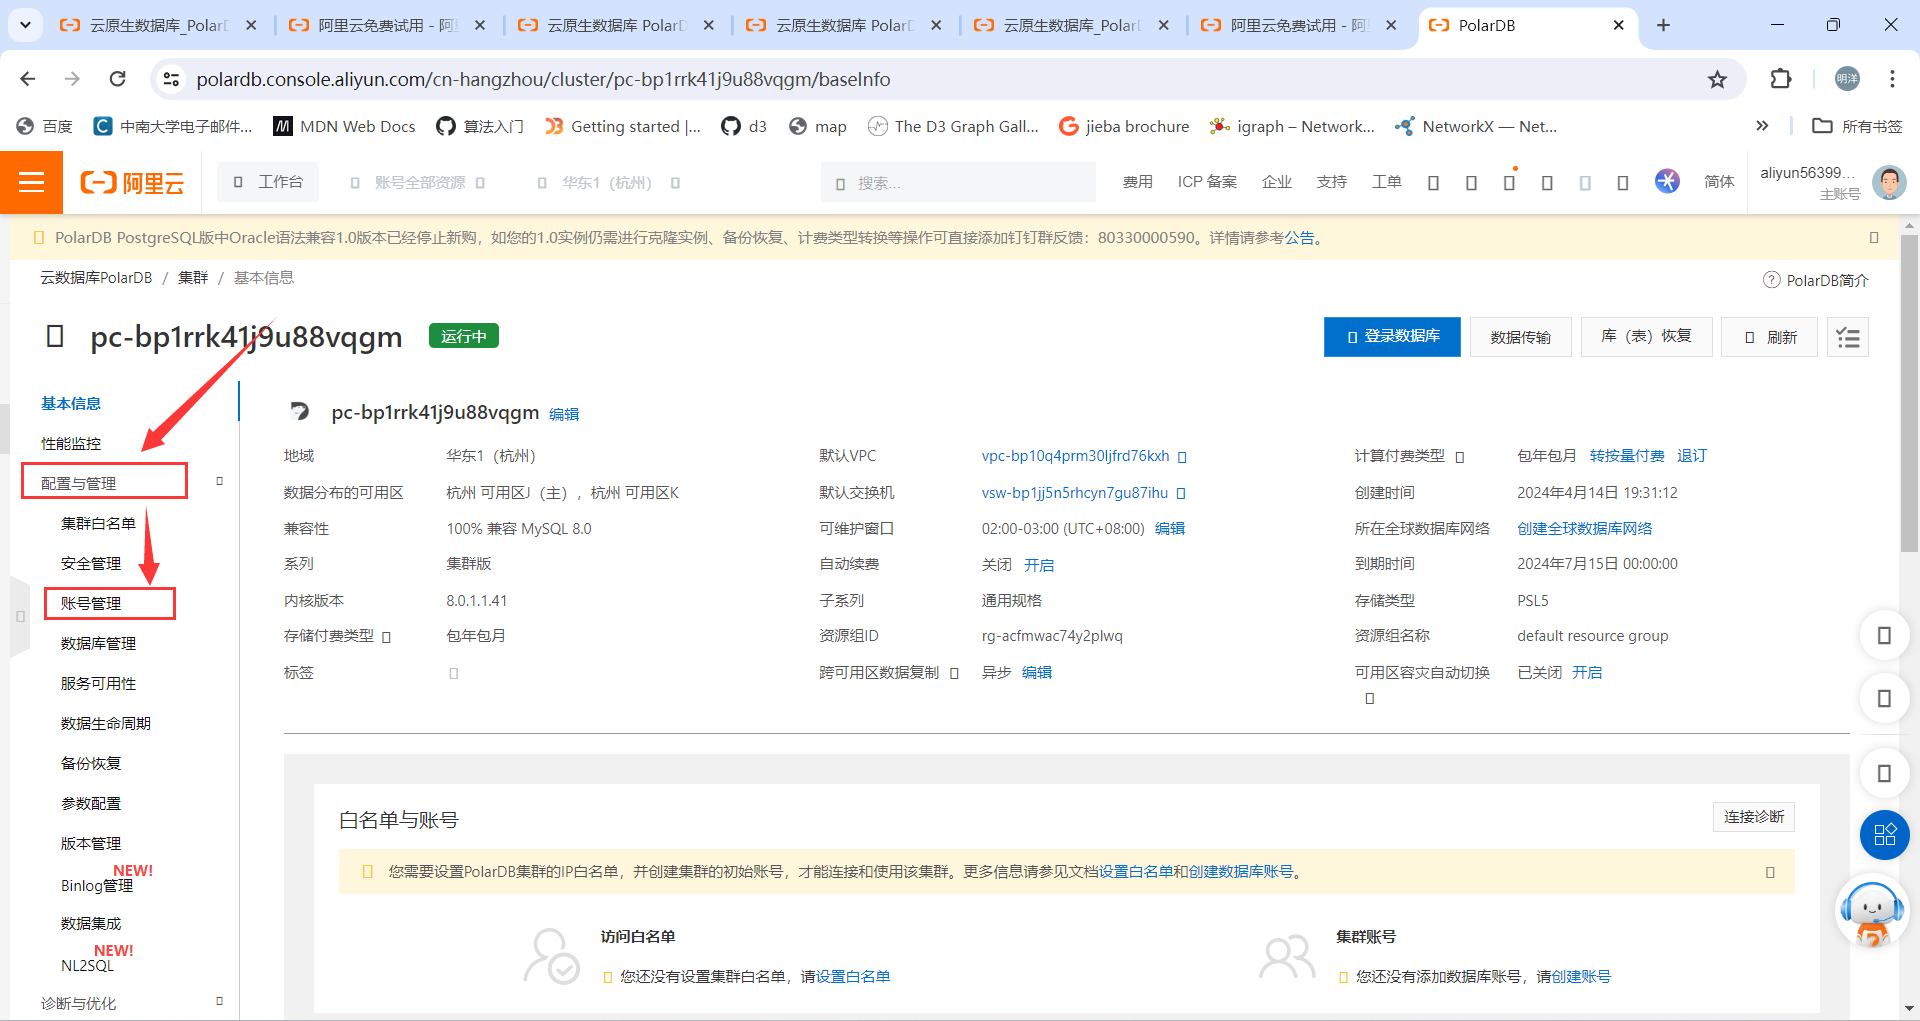 云原生数据库_Polar
阿里云免费试用 - 阿
云原生数据库 Polar
云原生数据库 Polar
云原生数据库_Polar
阿里云免费试用 - 阿
PolarDB
polardb.console.aliyun.com/cn-hangzhou/cluster/pc-bp1rrk41j9u88vqgm/baseInfo
明洋
百度
中南大学电子邮件...
MDN Web Docs
算法入门
Getting started |...
d3
map
The D3 Graph Gall...
jieba brochure
igraph – Network...
NetworkX — Net...
所有书签
阿里云
工作台
账号全部资源
华东1（杭州）
搜索...
费用
ICP 备案
企业
支持
工单
简体
aliyun56399...
主账号
PolarDB PostgreSQL版中Oracle语法兼容1.0版本已经停止新购，如您的1.0实例仍需进行克隆实例、备份恢复、计费类型转换等操作可直接添加钉钉群反馈：80330000590。详情请参考公告。
云数据库PolarDB / 集群 / 基本信息
PolarDB简介
pc-bp1rrk41j9u88vqgm
运行中
登录数据库
数据传输
库（表）恢复
刷新
基本信息
性能监控
配置与管理
集群白名单
安全管理
账号管理
数据库管理
服务可用性
数据生命周期
备份恢复
参数配置
版本管理
NEW!
Binlog管理
数据集成
NEW!
NL2SQL
诊断与优化
pc-bp1rrk41j9u88vqgm 编辑
地域 华东1（杭州） 默认VPC vpc-bp10q4prm30ljfrd76kxh 计算付费类型 包年包月 转按量付费 退订
数据分布的可用区 杭州 可用区J（主），杭州 可用区K 默认交换机 vsw-bp1jj5n5rhcyn7gu87ihu 创建时间 2024年4月14日 19:31:12
兼容性 100% 兼容 MySQL 8.0 可维护窗口 02:00-03:00 (UTC+08:00) 编辑 所在全球数据库网络 创建全球数据库网络
系列 集群版 自动续费 关闭 开启 到期时间 2024年7月15日 00:00:00
内核版本 8.0.1.1.41 子系列 通用规格 存储类型 PSL5
存储付费类型 包年包月 资源组ID rg-acfmwac74y2plwq 资源组名称 default resource group
标签 跨可用区数据复制 异步 编辑 可用区容灾自动切换 已关闭 开启
白名单与账号
连接诊断
您需要设置PolarDB集群的IP白名单，并创建集群的初始账号，才能连接和使用该集群。更多信息请参见文档设置白名单和创建数据库账号。
访问白名单
您还没有设置集群白名单，请设置白名单
集群账号
您还没有添加数据库账号，请创建账号